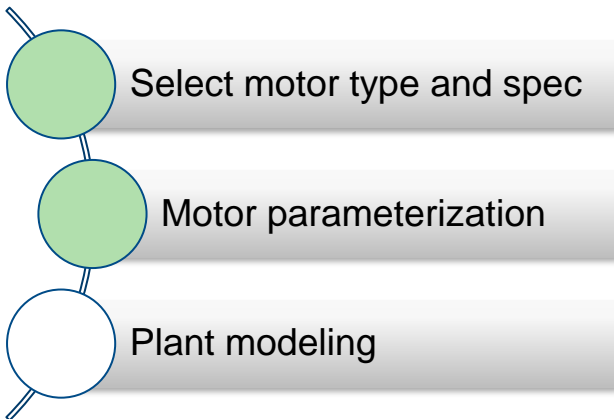 Select motor type and spec
Motor parameterization
Plant modeling